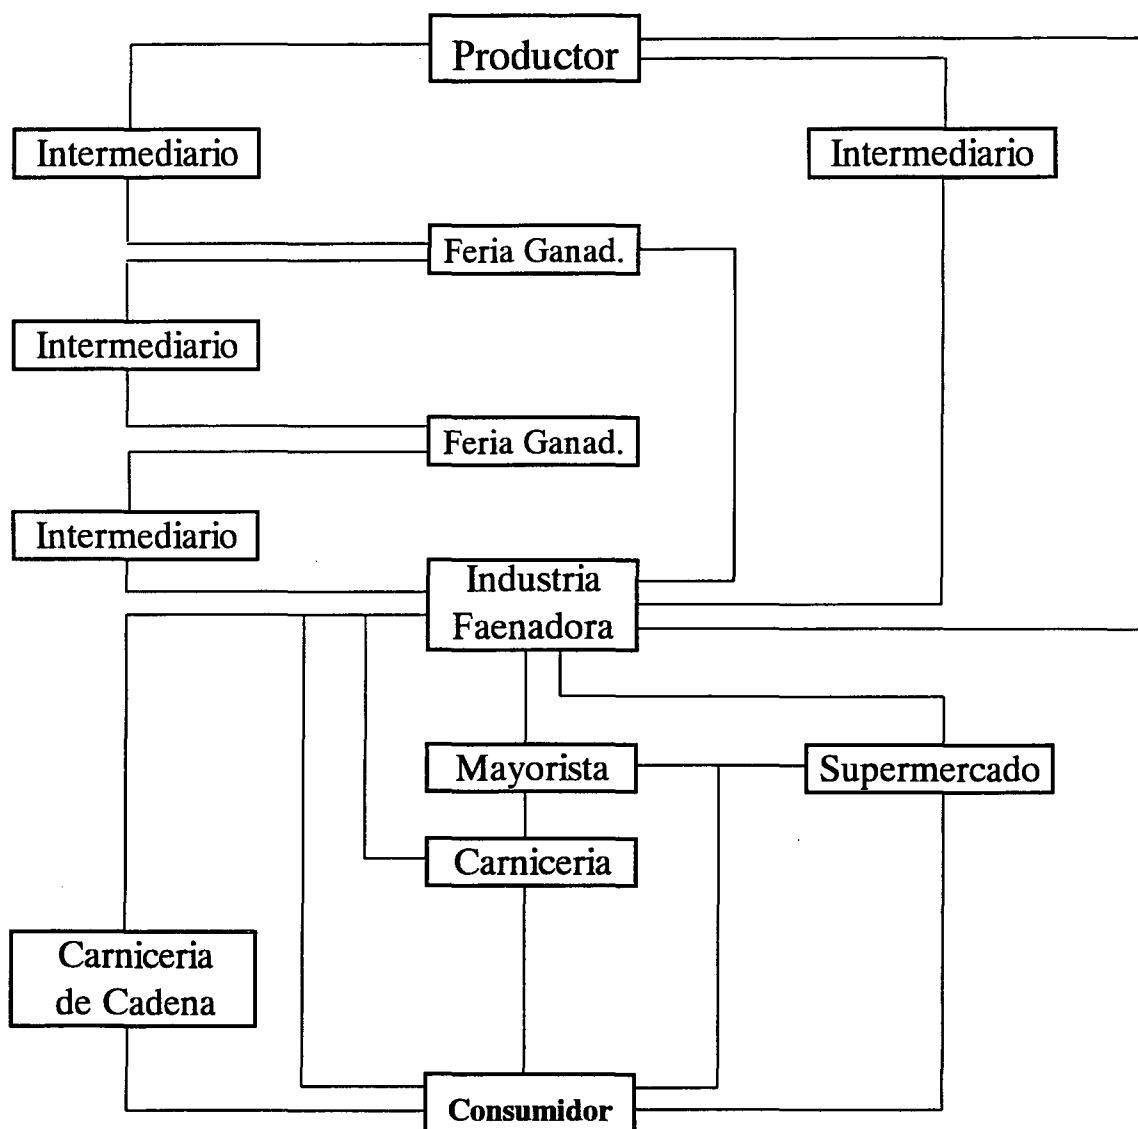 Productor
Intermediario
Intermediario
Feria Ganad.
Intermediario
Feria Ganad.
Intermediario
Industria
Faenadora
Mayorista
Supermercado
Carniceria
Carniceria
de Cadena
Consumidor